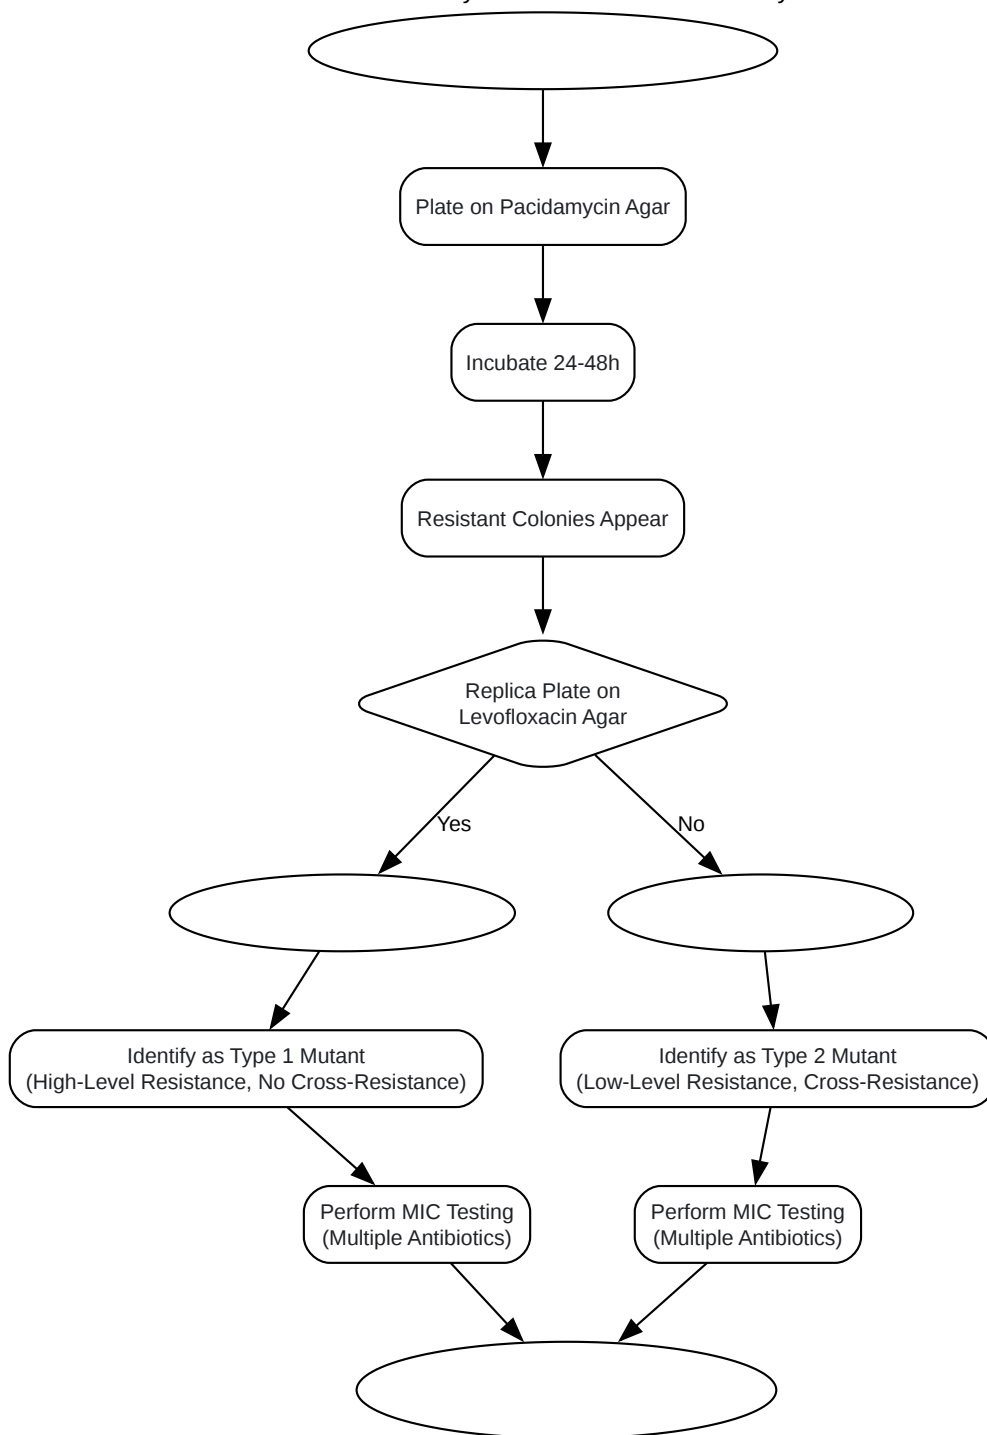 Plate on Pacidamycin Agar
Incubate 24-48h
Resistant Colonies Appear
Replica Plate on
Levofloxacin Agar
Yes
No
Identify as Type 1 Mutant
(High-Level Resistance, No Cross-Resistance)
Identify as Type 2 Mutant
(Low-Level Resistance, Cross-Resistance)
Perform MIC Testing
(Multiple Antibiotics)
Perform MIC Testing
(Multiple Antibiotics)